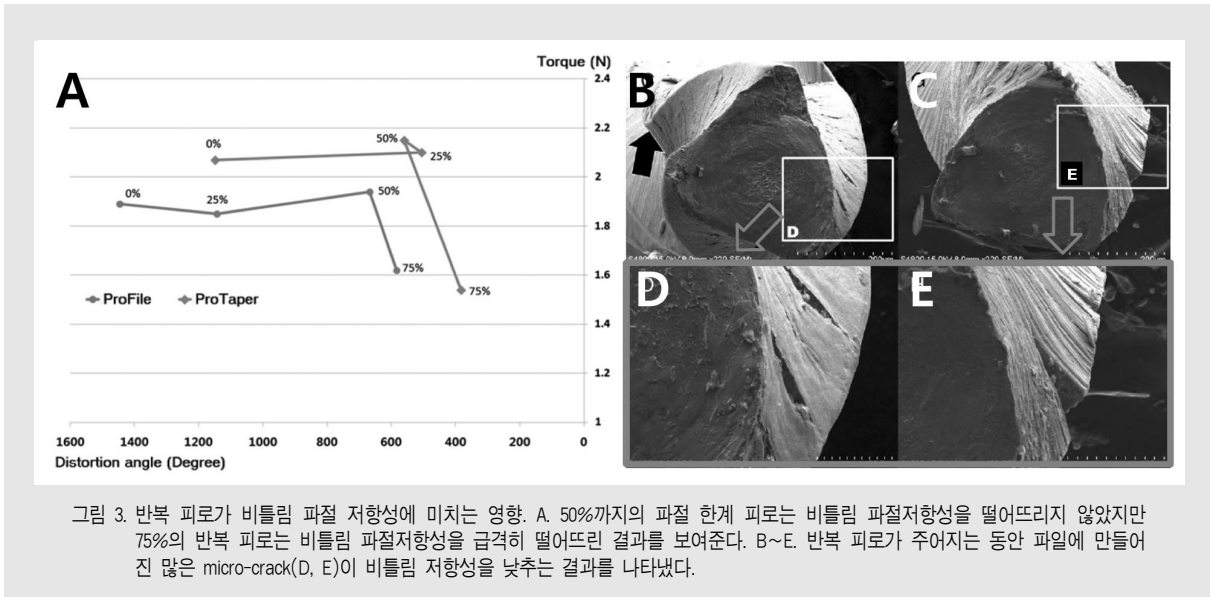 A
Torque (N)
2.4
2.2
2
1.8
1.6
1.4
1.2
1
0%
50%
25%
0%
25%
50%
75%
75%
ProFile ProTaper
1600 1400 1200 1000 800 600 400 200 0
Distortion angle (Degree)
B
D
C
E
D
E
그림 3. 반복 피로가 비틀림 파절 저항성에 미치는 영향. A. 50%까지의 파절 한계 피로는 비틀림 파절저항성을 떨어뜨리지 않았지만
75%의 반복 피로는 비틀림 파절저항성을 급격히 떨어뜨린 결과를 보여준다. B~E. 반복 피로가 주어지는 동안 파일에 만들어
진 많은 micro-crack(D, E)이 비틀림 저항성을 낮추는 결과를 나타냈다.